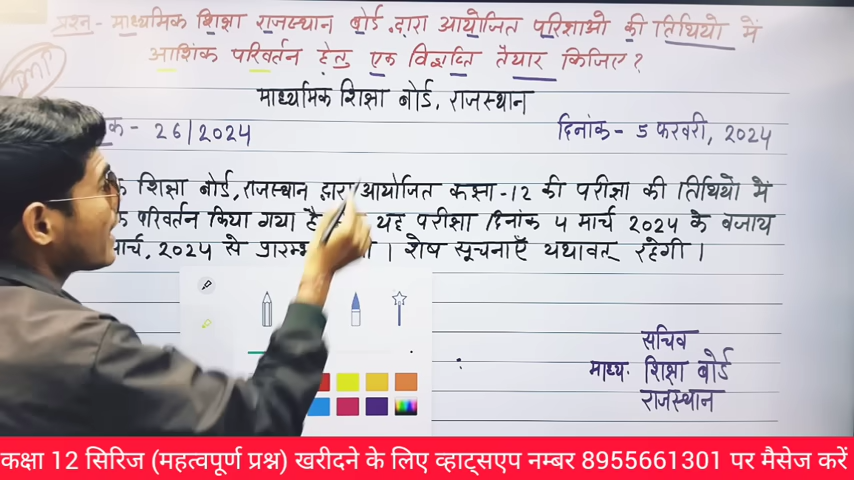 प्रश्न - माध्यमिक शिक्षा राजस्थान बोर्ड द्वारा आयोजित परिक्षाओ की तिथियो में
आंशिक परिवर्तन हेतु एक विज्ञप्ति तैयार किजिए?
माध्यमिक शिक्षा बोर्ड, राजस्थान
क - 26/2024
दिनांक - 5 फरवरी, 2024
शिक्षा बोर्ड, राजस्थान द्वारा आयोजित कक्षा -12 की परीक्षा की तिथियो में
परिवर्तन किया गया है यह परीक्षा दिनांक 4 मार्च 2024 के बजाय
मार्च, 2024 से । शेष सूचनाएँ यथावत् रहेगी ।
सचिव
माध्य. शिक्षा बोर्ड
राजस्थान
कक्षा 12 सिरिज (महत्वपूर्ण प्रश्न) खरीदने के लिए व्हाट्सएप नम्बर 8955661301 पर मैसेज करें